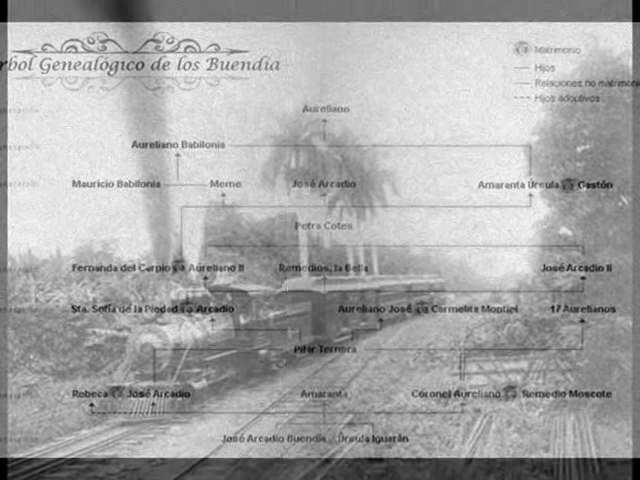 rbol Genealógico de los Buendía
Matrimonio
Hijos
Relaciones no matrimon
Hijos adoptivos
Aureliano
Aureliano Babilonia
Mauricio Babilonia Meme José Arcadio Amaranta Úrsula Gastón
Petra Cotes
Fernanda del Carpio Aureliano II Remedios, la Bella José Arcadio II
Sta. Sofía de la Piedad Arcadio Aureliano José Carmelita Montiel 17 Aurelianos
Pilar Ternera
Rebeca José Arcadio Amaranta Coronel Aureliano Remedio Moscote
José Arcadio Buendía Úrsula Iguarán